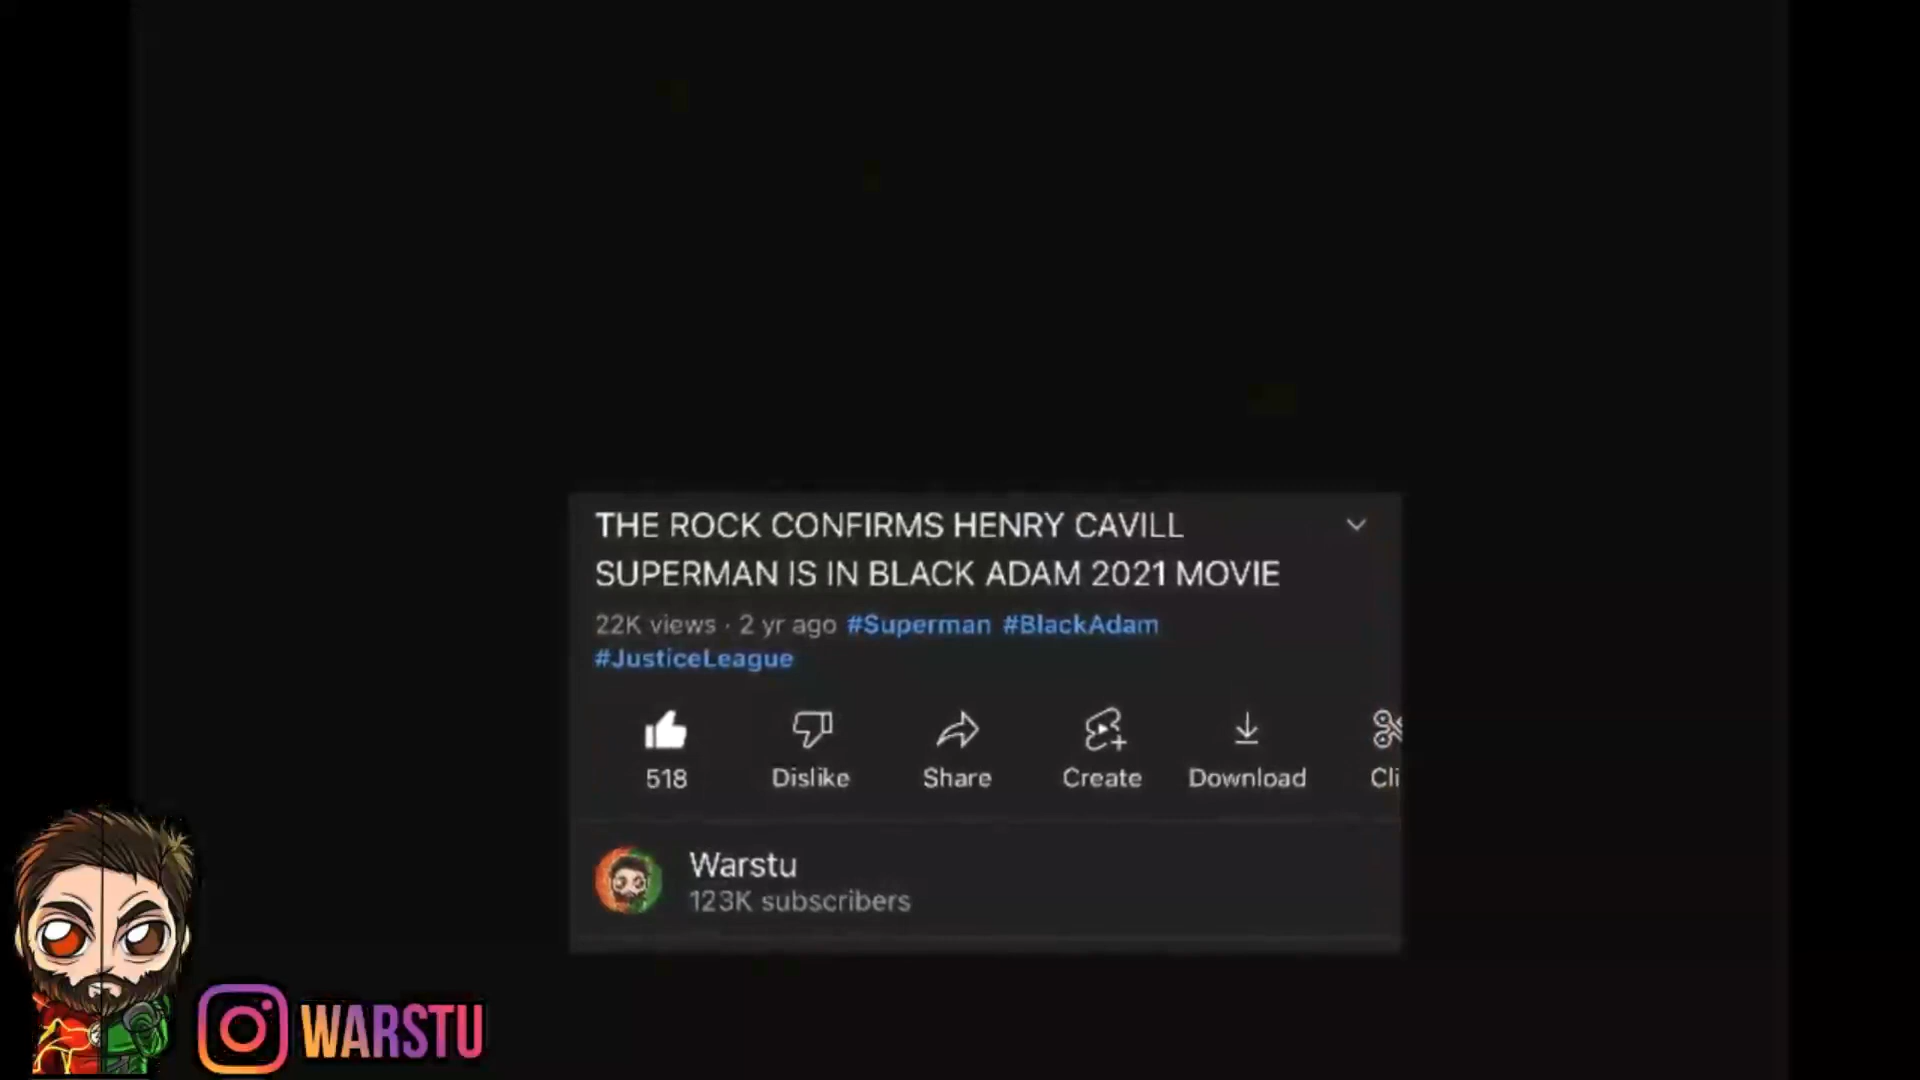 THE ROCK CONFIRMS HENRY CAVILL
SUPERMAN IS IN BLACK ADAM 2021 MOVIE
22K views · 2 yr ago #Superman #BlackAdam
#JusticeLeague
518 Dislike Share Create Download Cli
Warstu
123K subscribers
WARSTU